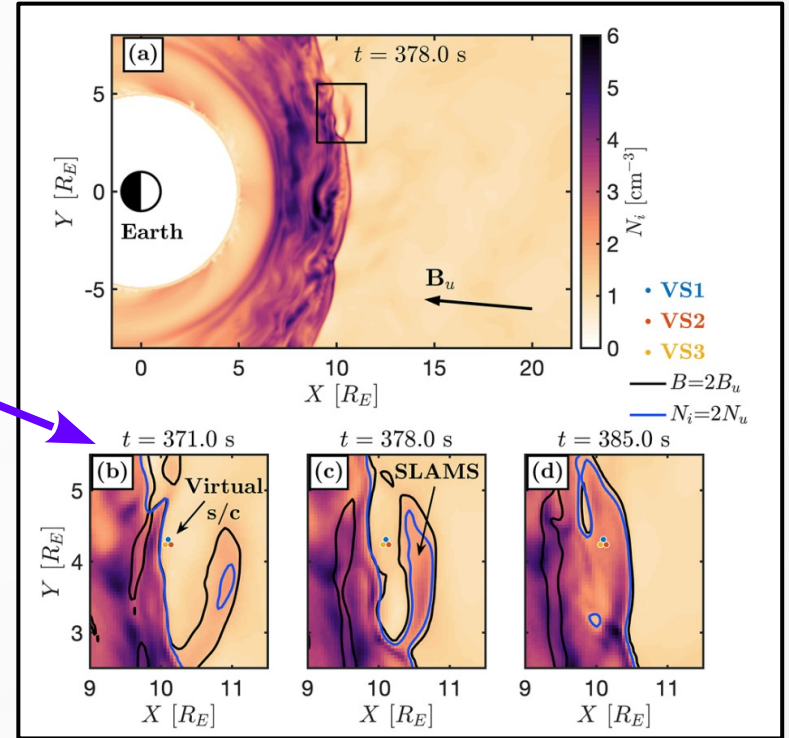 (a)
t = 378.0 s
5
0
-5
Y [R_E]
Earth
B_u
0
5
10
15
20
X [R_E]
6
5
4
3
2
1
0
N_i [cm⁻³]
VS1
VS2
VS3
B=2B_u
N_i=2N_u
t = 371.0 s
t = 378.0 s
t = 385.0 s
(b)
Virtual
s/c
(c)
SLAMS
(d)
5
4
3
Y [R_E]
9
10
11
9
10
11
9
10
11
X [R_E]
X [R_E]
X [R_E]